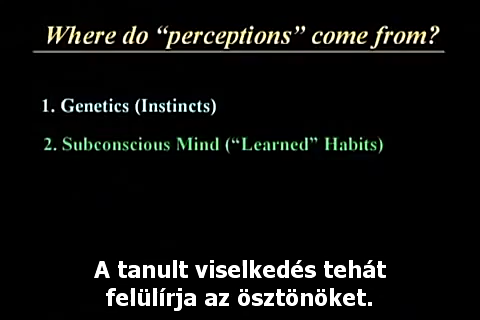 Where do “perceptions” come from?
1. Genetics (Instincts)
2. Subconscious Mind (“Learned” Habits)
A tanult viselkedés tehát
felülírja az ösztönöket.